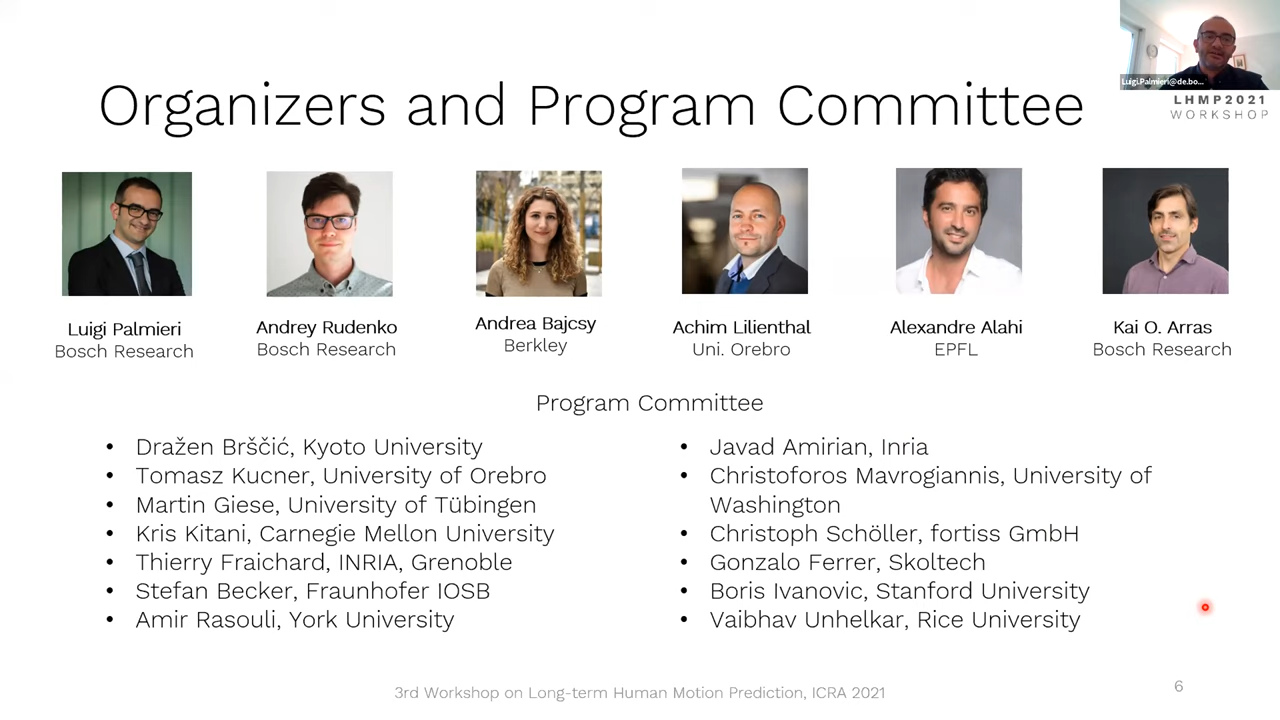 Luigi.Palmieri@de.bo...
LHMP2021
WORKSHOP
Organizers and Program Committee
Luigi Palmieri
Bosch Research
Andrey Rudenko
Bosch Research
Andrea Bajcsy
Berkley
Achim Lilienthal
Uni. Orebro
Alexandre Alahi
EPFL
Kai O. Arras
Bosch Research
Program Committee
• Dražen Brščić, Kyoto University
• Tomasz Kucner, University of Orebro
• Martin Giese, University of Tübingen
• Kris Kitani, Carnegie Mellon University
• Thierry Fraichard, INRIA, Grenoble
• Stefan Becker, Fraunhofer IOSB
• Amir Rasouli, York University
• Javad Amirian, Inria
• Christoforos Mavrogiannis, University of
Washington
• Christoph Schöller, fortiss GmbH
• Gonzalo Ferrer, Skoltech
• Boris Ivanovic, Stanford University
• Vaibhav Unhelkar, Rice University
3rd Workshop on Long-term Human Motion Prediction, ICRA 2021
6